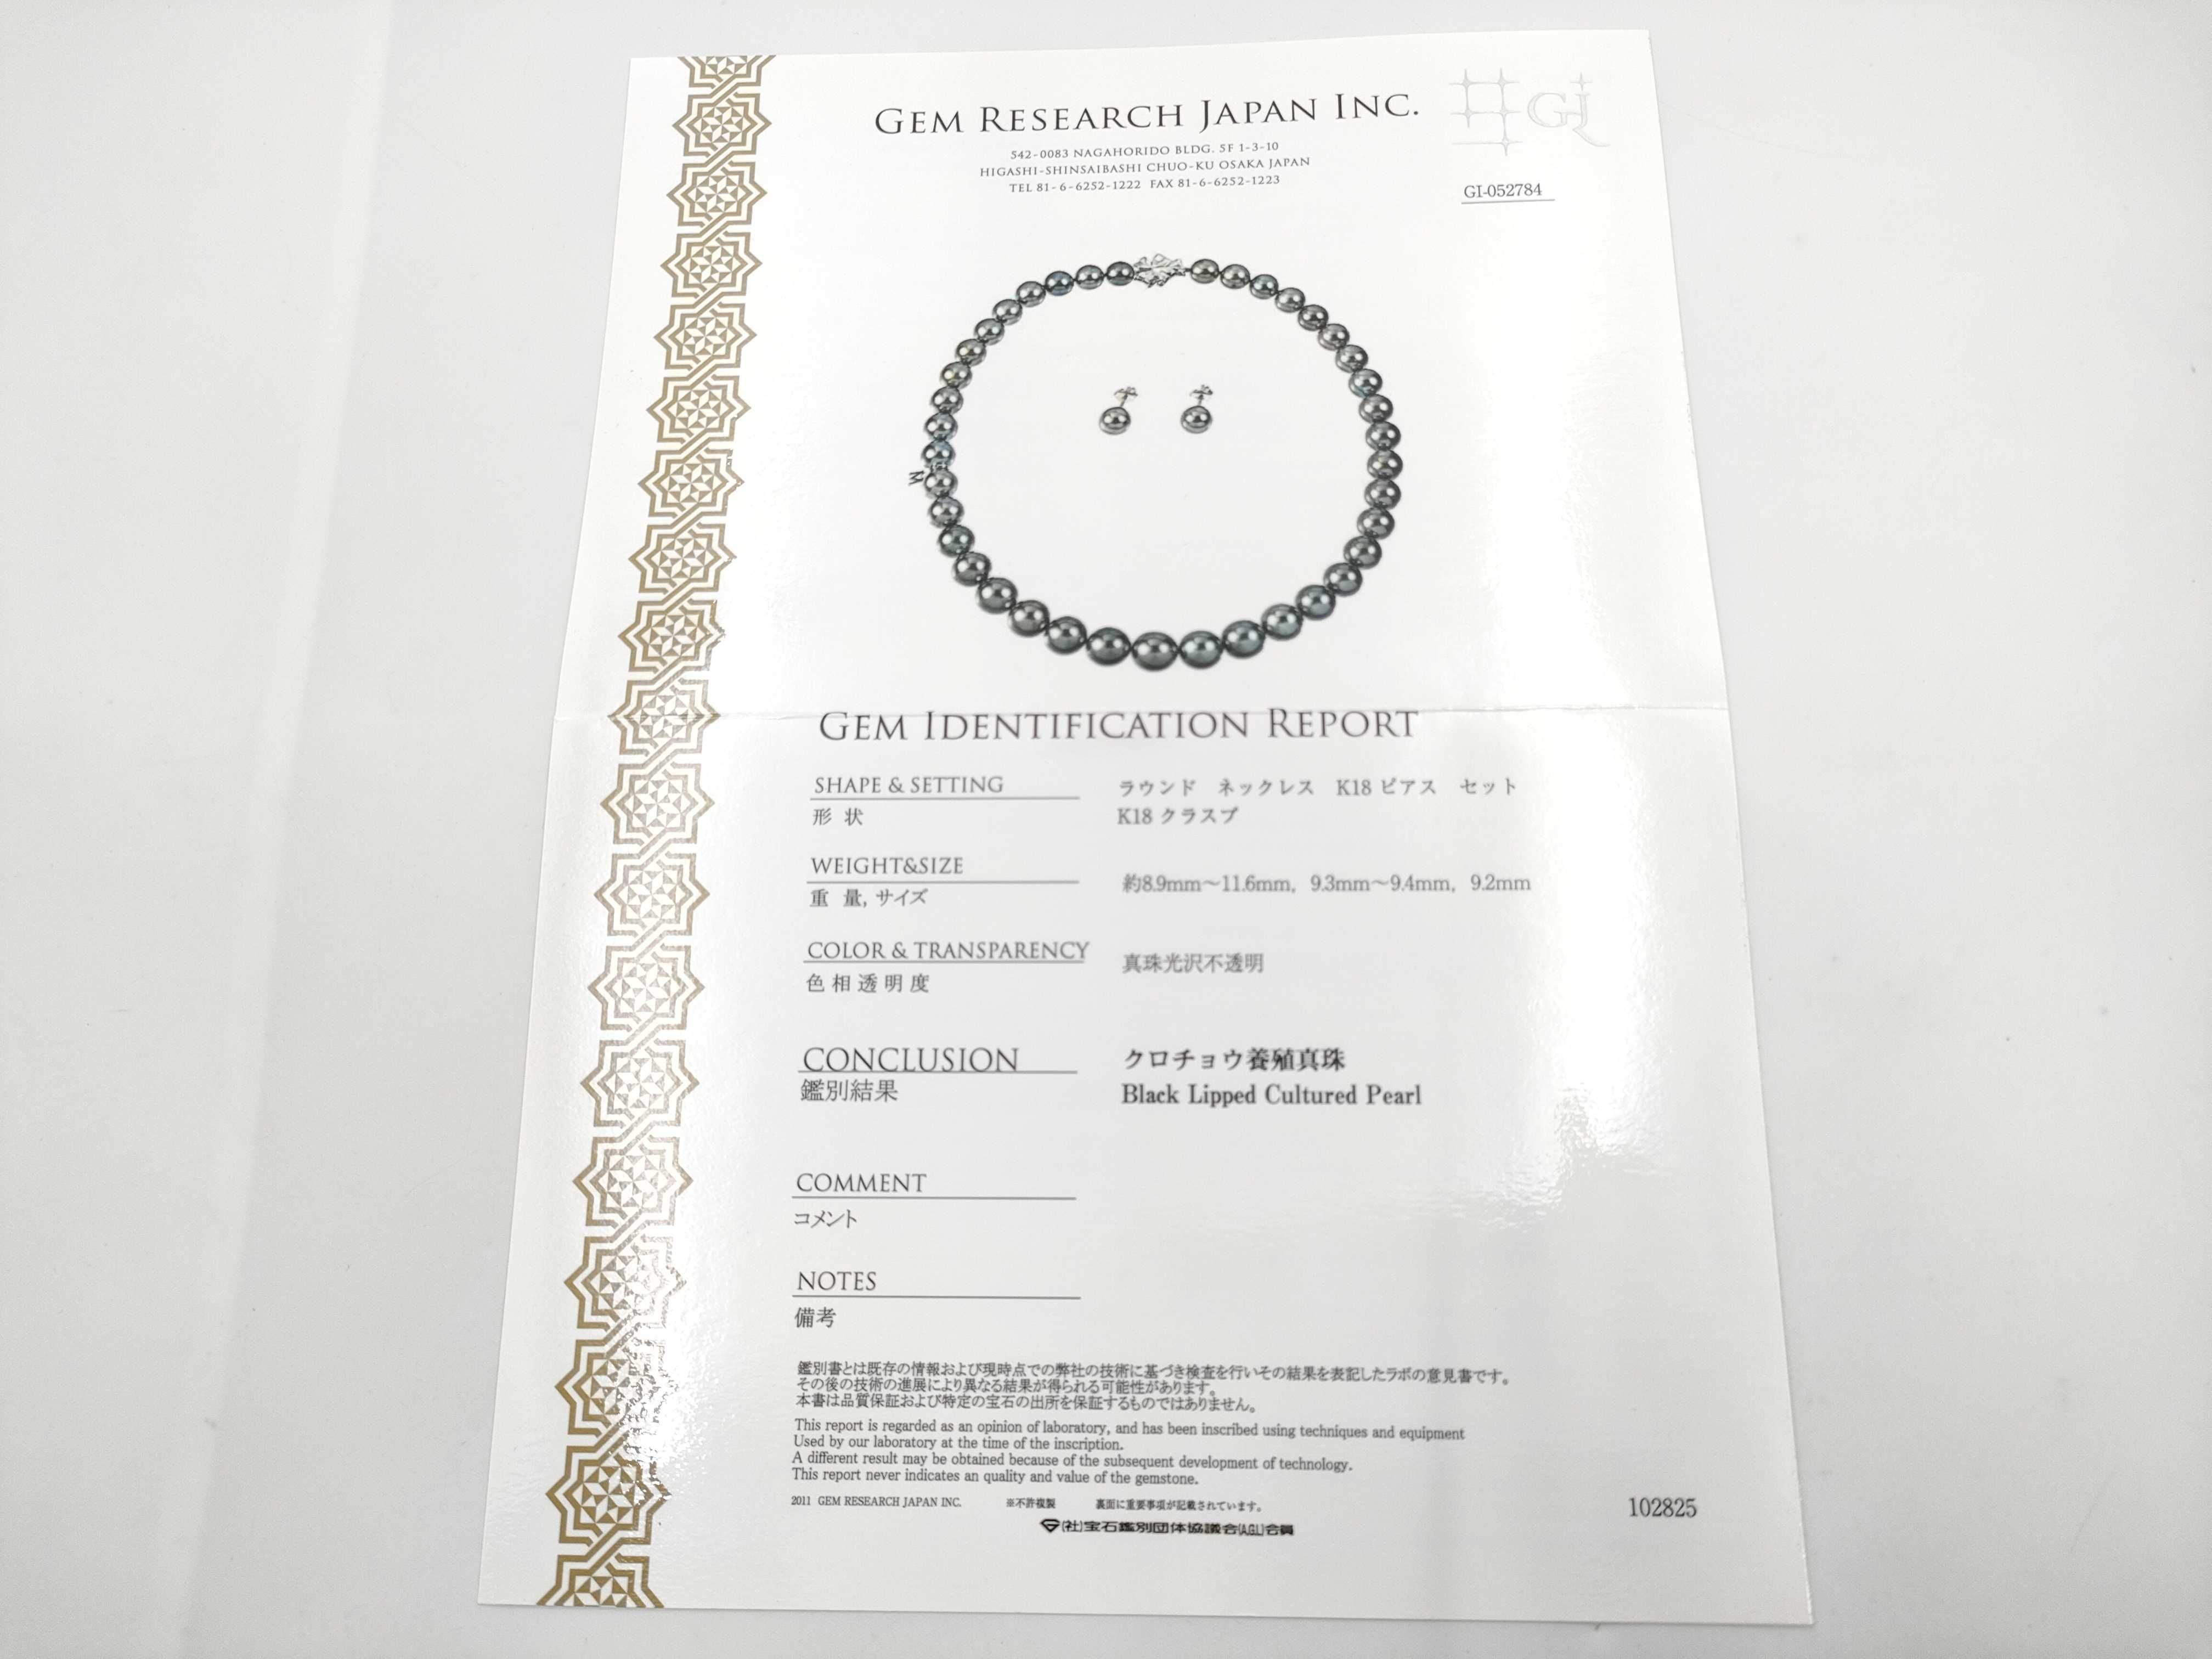 GEM RESEARCH JAPAN INC.
GJ
542-0083 NAGAHORIDO BLDG. 5F 1-3-10
HIGASHI-SHINSAIBASHI CHUO-KU OSAKA JAPAN
TEL 81-6-6252-1222 FAX 81-6-6252-1223
GI-052784
M
GEM IDENTIFICATION REPORT
SHAPE & SETTING ラウンド ネックレス K18 ピアス セット
形状 K18 クラスプ
WEIGHT&SIZE
重量, サイズ 約8.9mm～11.6mm, 9.3mm～9.4mm, 9.2mm
COLOR & TRANSPARENCY 真珠光沢不透明
色相透明度
CONCLUSION クロチョウ養殖真珠
鑑別結果 Black Lipped Cultured Pearl
COMMENT
コメント
NOTES
備考
鑑別書とは既存の情報および現時点での弊社の技術に基づき検査を行いその結果を表記したラボの意見書です。
その後の技術の進展により異なる結果が得られる可能性があります。
本書は品質保証および特定の宝石の出所を保証するものではありません。
This report is regarded as an opinion of laboratory, and has been inscribed using techniques and equipment
Used by our laboratory at the time of the inscription.
A different result may be obtained because of the subsequent development of technology.
This report never indicates an quality and value of the gemstone.
2011 GEM RESEARCH JAPAN INC. ※不許複製 裏面に重要事項が記載されています。
(社)宝石鑑別団体協議会(AGL)会員
102825